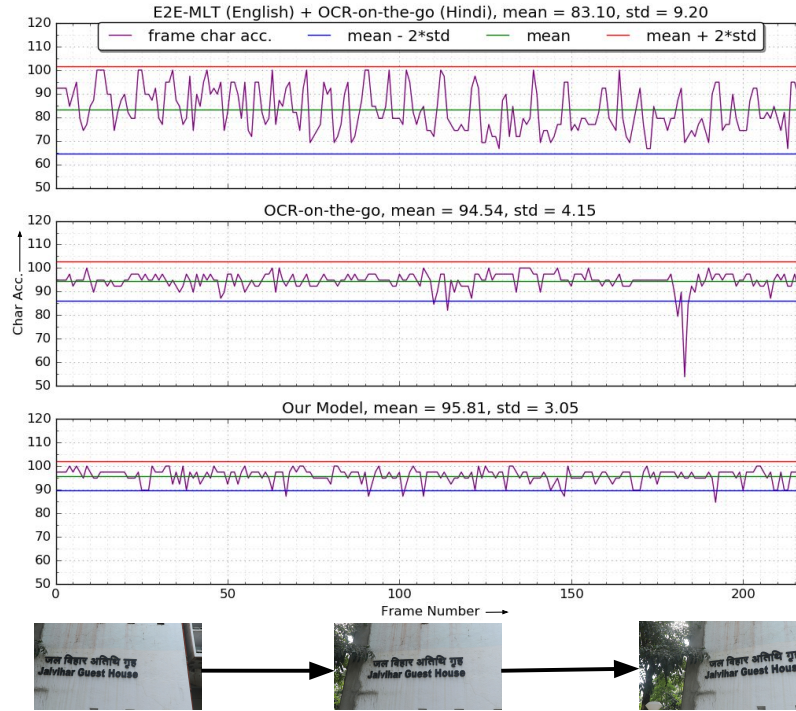 E2E-MLT (English) + OCR-on-the-go (Hindi), mean = 83.10, std = 9.20
frame char acc. mean - 2*std mean mean + 2*std
120
110
100
90
80
70
60
50
OCR-on-the-go, mean = 94.54, std = 4.15
120
110
100
90
80
70
60
50
Char Acc.
Our Model, mean = 95.81, std = 3.05
120
110
100
90
80
70
60
50
0 50 100 150 200
Frame Number
जल विहार अतिथि गृह
Jalvihar Guest House
जल विहार अतिथि गृह
Jalvihar Guest House
जल विहार अतिथि गृह
Jalvihar Guest House